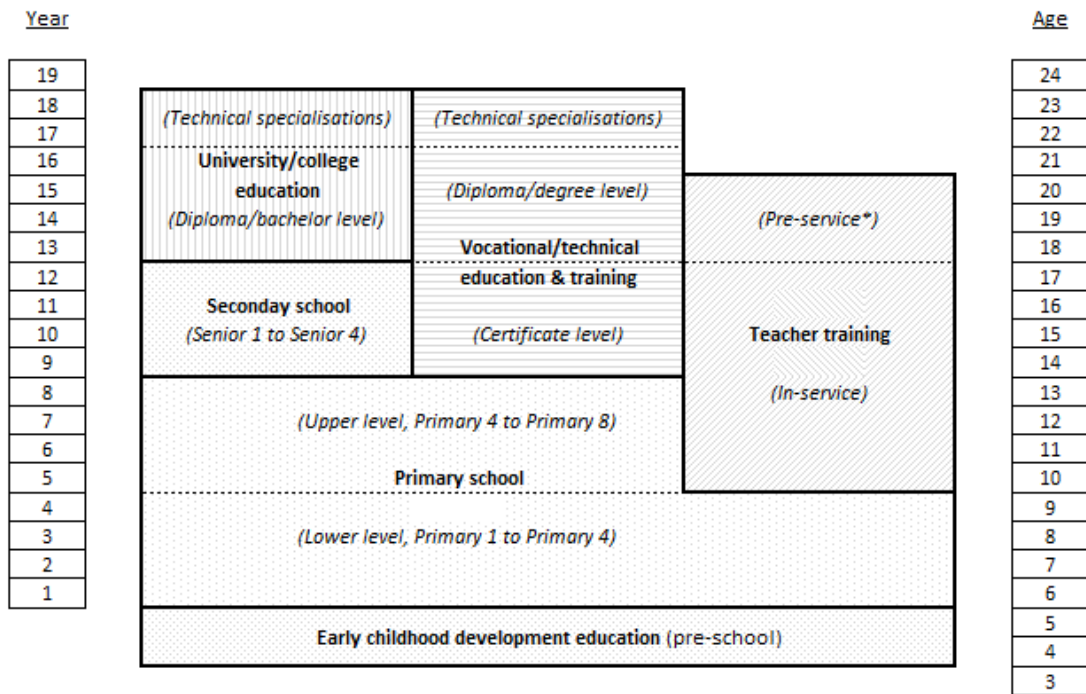 Year
Age
19
24
18
23
(Technical specialisations)
(Technical specialisations)
17
22
16
University/college
21
15
education
(Diploma/degree level)
20
14
(Diploma/bachelor level)
(Pre-service*)
19
13
Vocational/technical
18
12
education & training
17
11
Seconday school
16
10
(Senior 1 to Senior 4)
(Certificate level)
Teacher training
15
9
14
8
(In-service)
13
7
(Upper level, Primary 4 to Primary 8)
12
6
11
5
Primary school
10
4
9
3
(Lower level, Primary 1 to Primary 4)
8
2
7
1
6
Early childhood development education (pre-school)
5
4
3